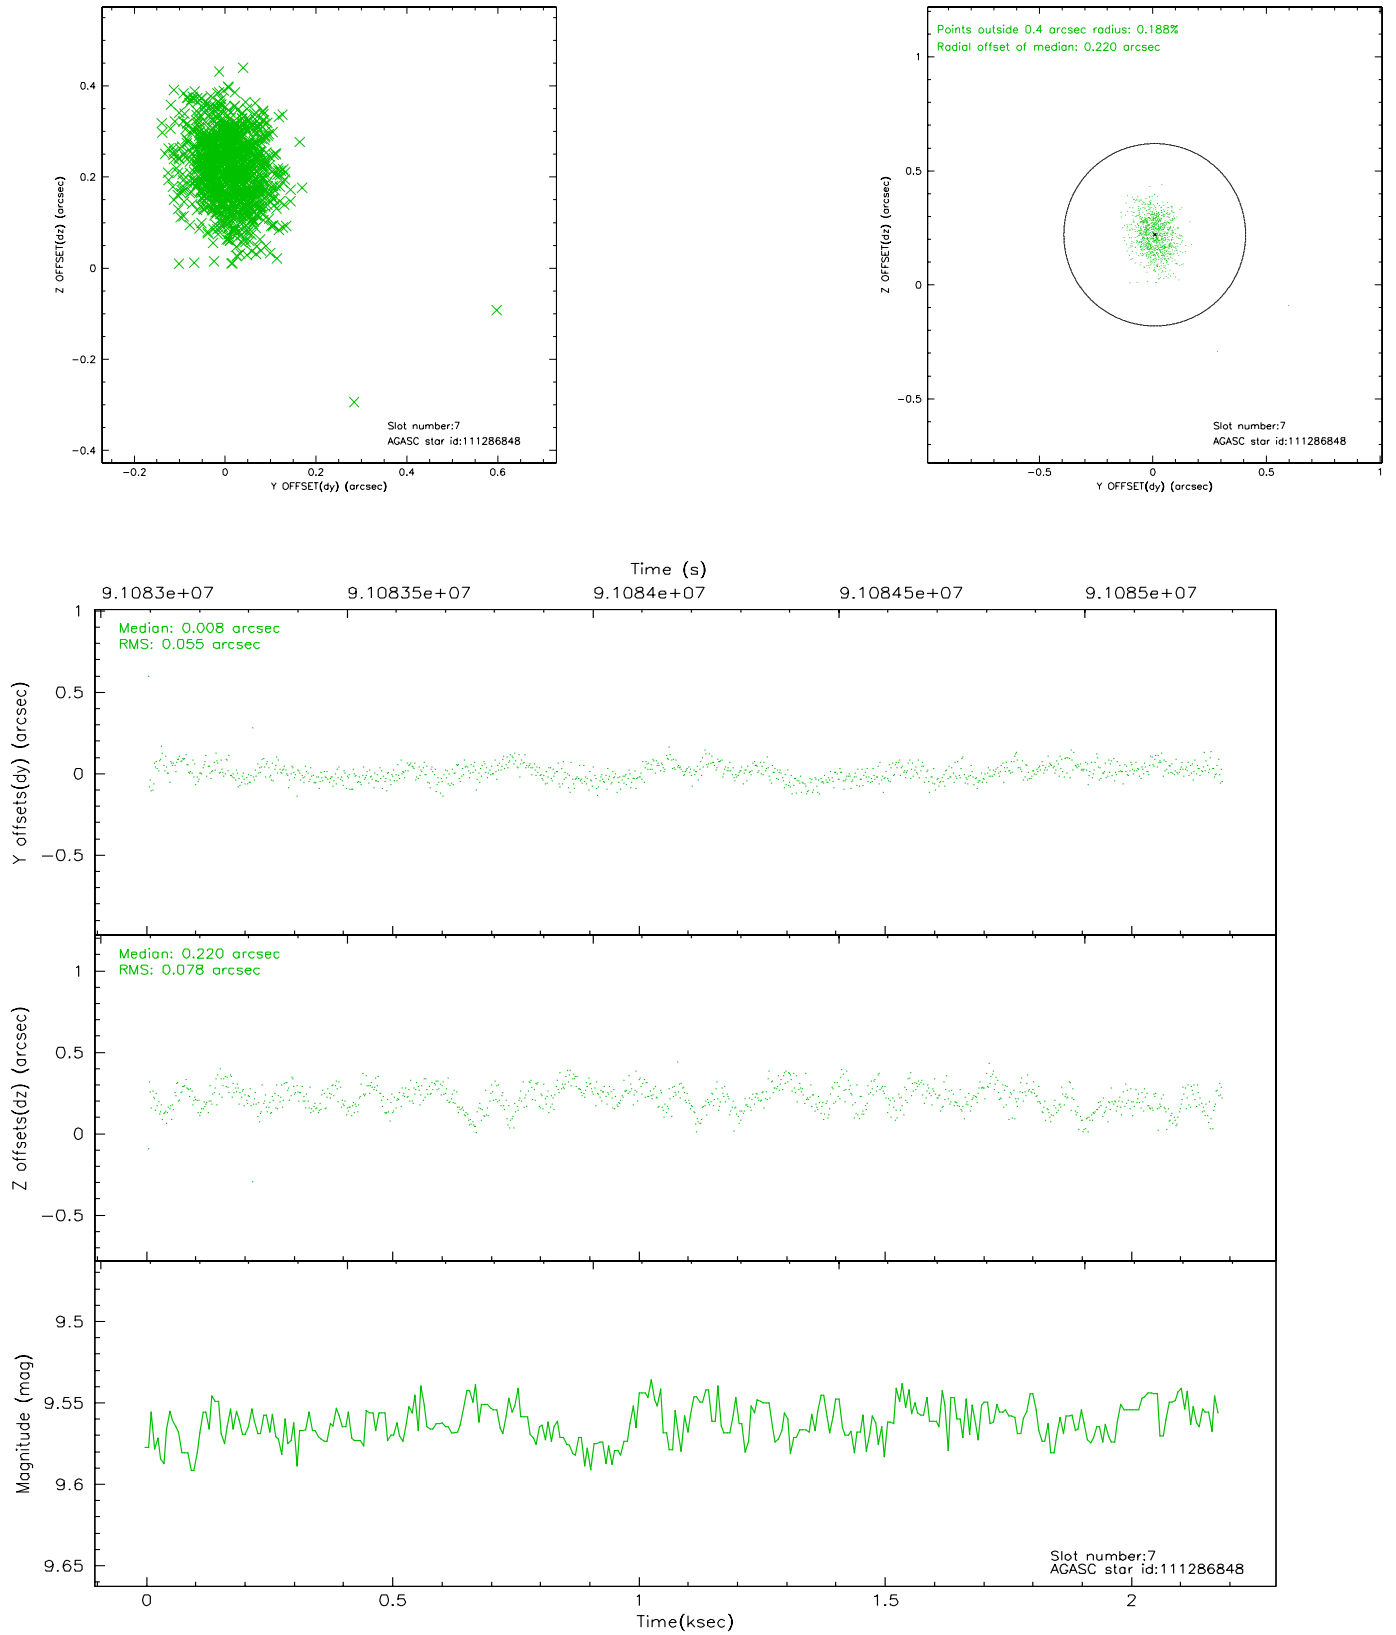 Points outside 0.4 arcsec radius: 0.188%
Radial offset of median: 0.220 arcsec
0.4
0.2
0
−0.2
−0.4
Z OFFSET(dz) (arcsec)
Slot number:7
AGASC star id:111286848
−0.2
0
0.2
0.4
0.6
Y OFFSET(dy) (arcsec)
1
0.5
0
−0.5
Z OFFSET(dz) (arcsec)
Slot number:7
AGASC star id:111286848
−0.5
0
0.5
1
Y OFFSET(dy) (arcsec)
Time (s)
9.1083e+07
9.10835e+07
9.1084e+07
9.10845e+07
9.1085e+07
Median: 0.008 arcsec
RMS: 0.055 arcsec
1
0.5
0
−0.5
Y offsets(dy) (arcsec)
Median: 0.220 arcsec
RMS: 0.078 arcsec
1
0.5
0
−0.5
Z offsets(dz) (arcsec)
9.5
9.55
9.6
9.65
Magnitude (mag)
Slot number:7
AGASC star id:111286848
0
0.5
1
1.5
2
Time(ksec)